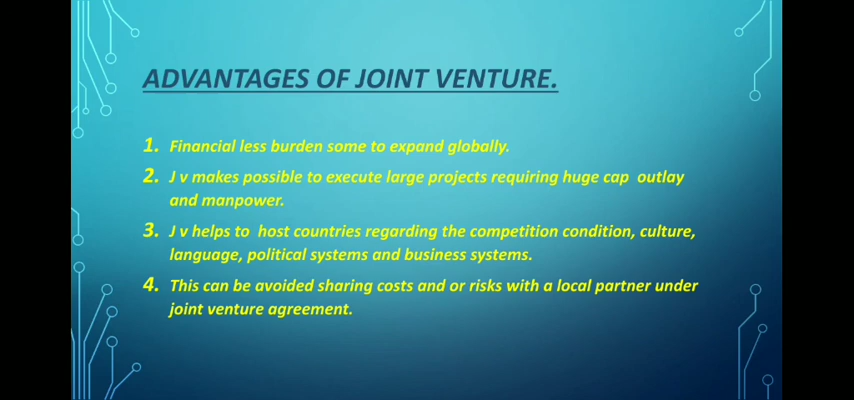 ADVANTAGES OF JOINT VENTURE.
1. Financial less burden some to expand globally.
2. J v makes possible to execute large projects requiring huge cap outlay
and manpower.
3. J v helps to host countries regarding the competition condition, culture,
language, political systems and business systems.
4. This can be avoided sharing costs and or risks with a local partner under
joint venture agreement.